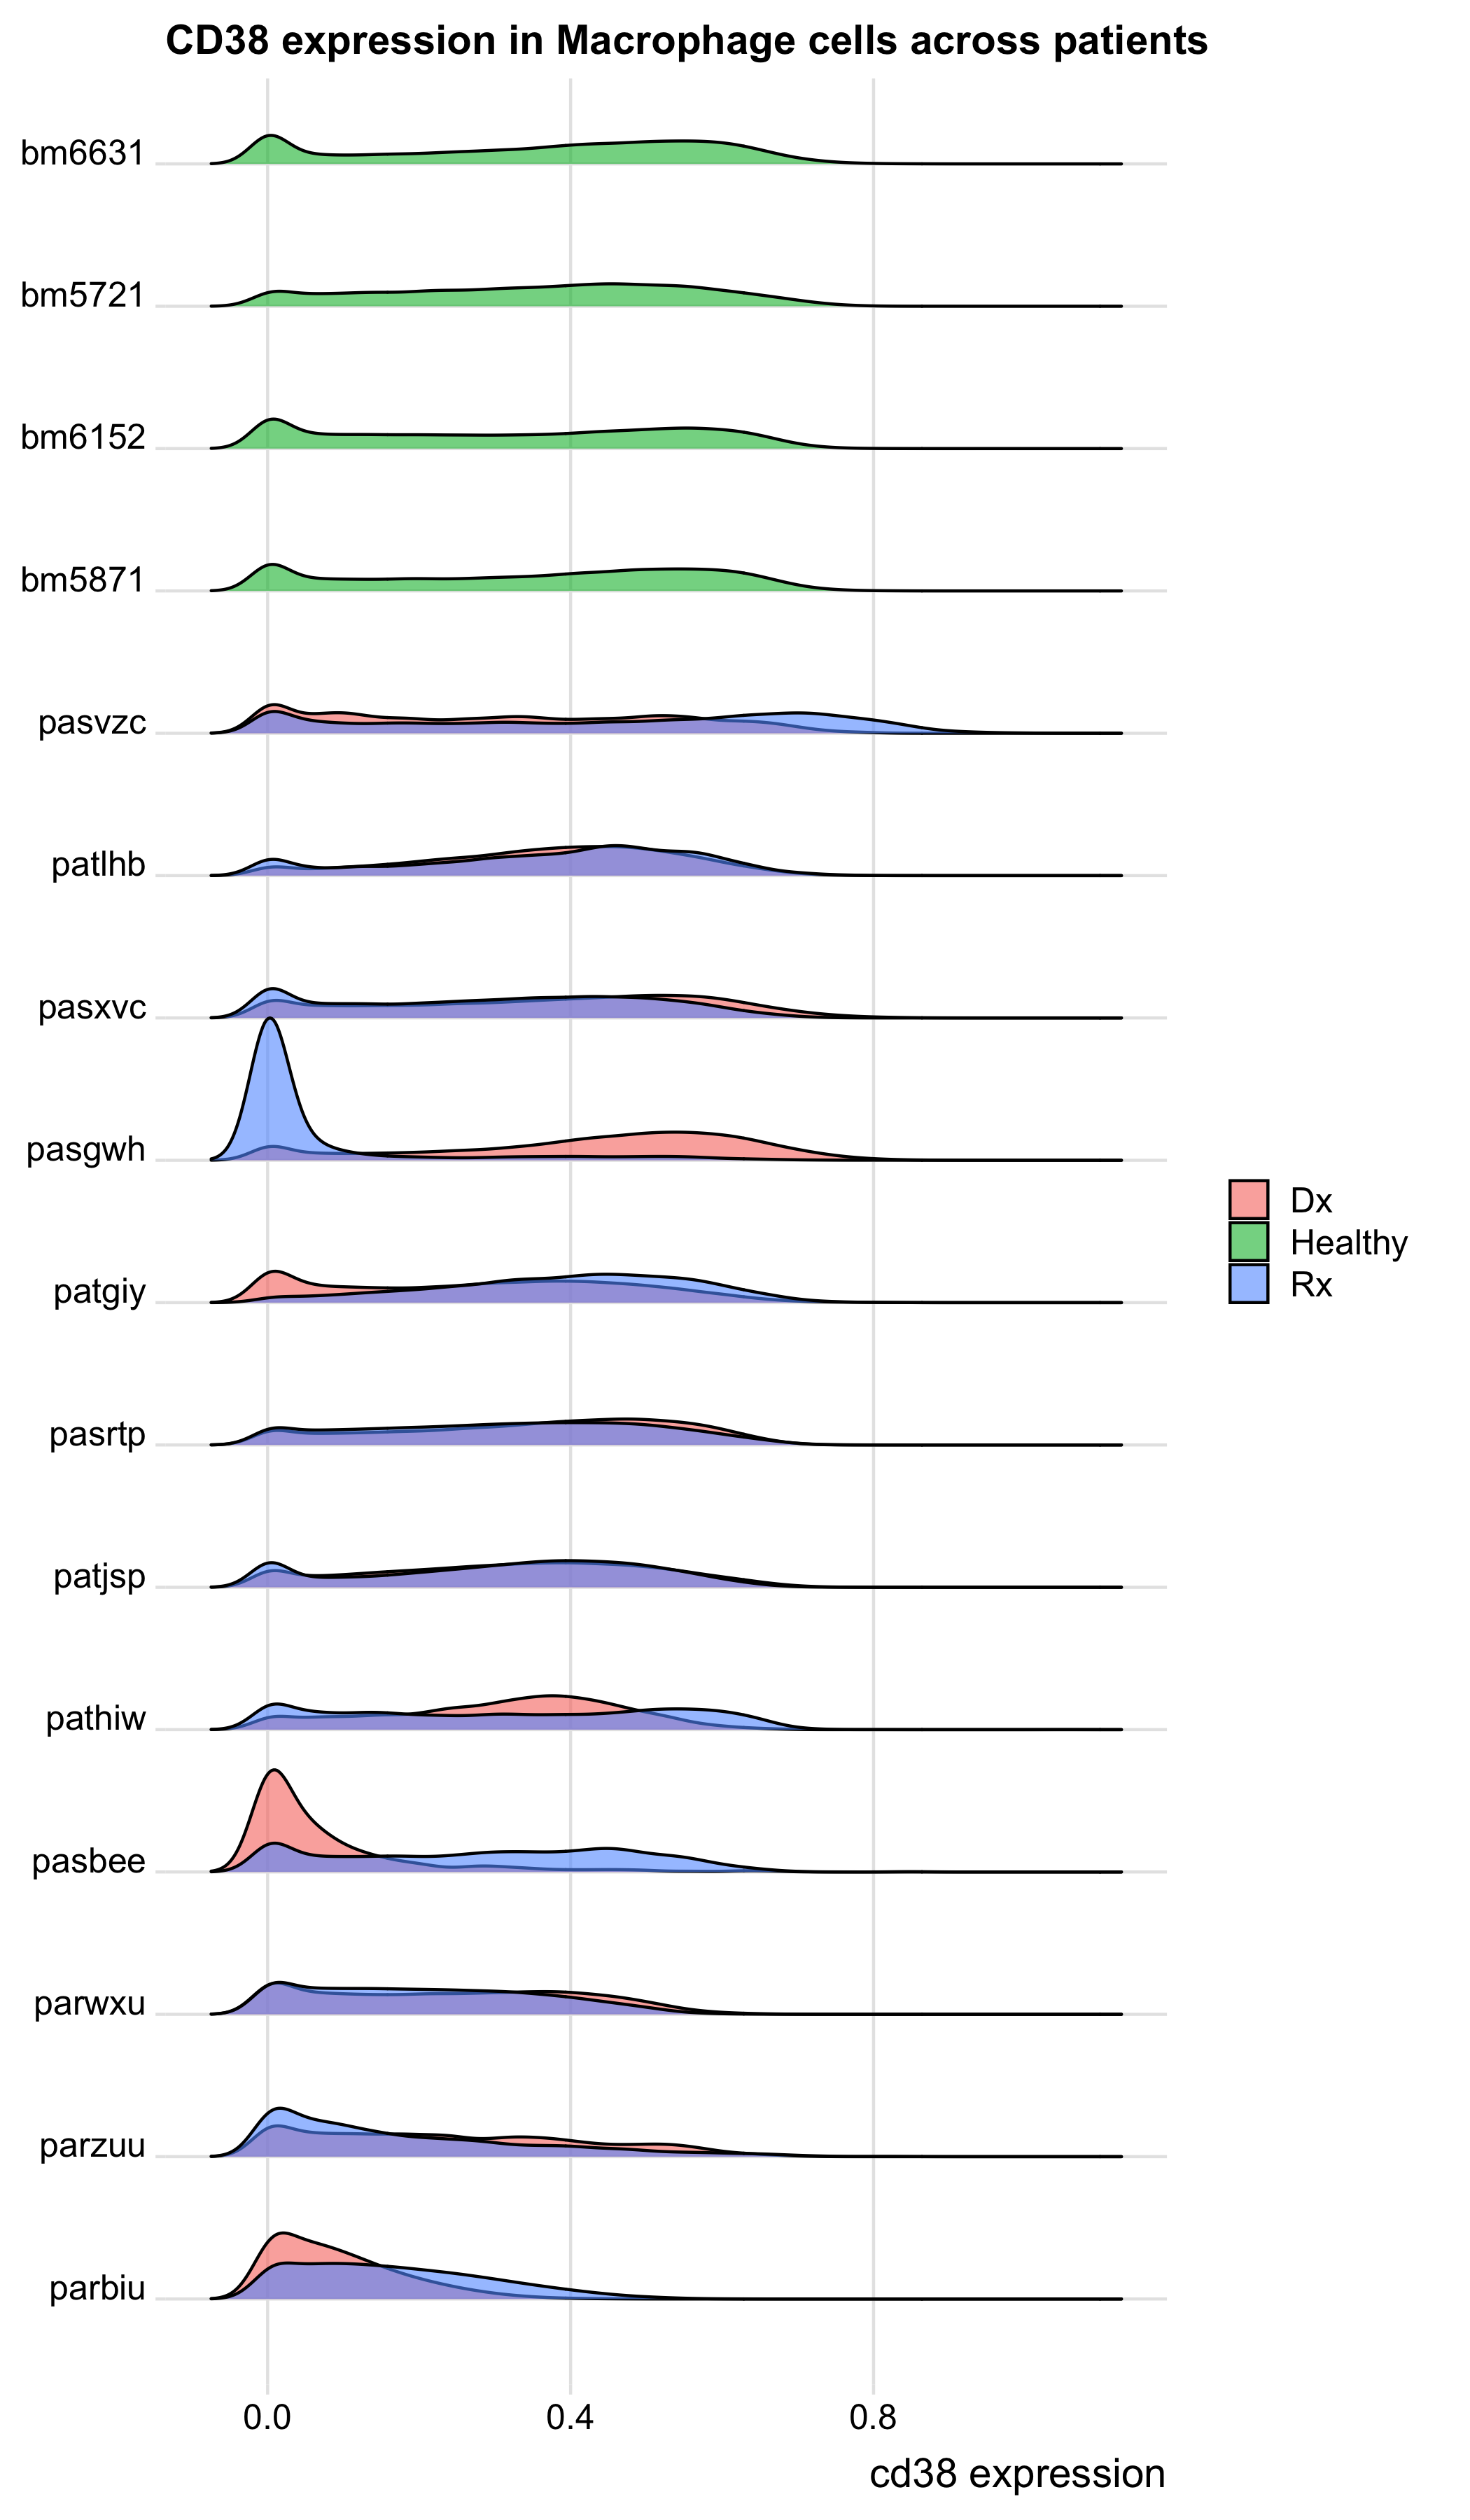 CD38 expression in Macrophage cells across patients
bm6631
bm5721
bm6152
bm5871
pasvzc
patlhb
pasxvc
pasgwh
patgiy
pasrtp
patjsp
pathiw
pasbee
parwxu
parzuu
parbiu
Dx
Healthy
Rx
0.0 0.4 0.8
cd38 expression